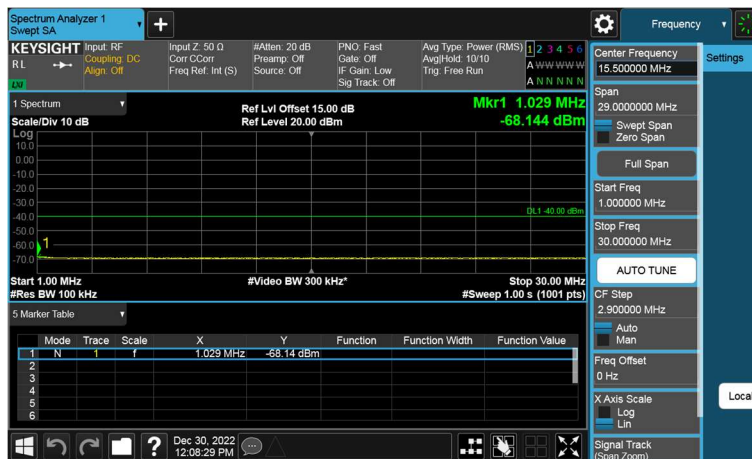 Spectrum Analyzer 1
Swept SA
Frequency
KEYSIGHT
RL
LXI
Input: RF
Coupling: DC
Align: Off
Input Z: 50 Ω
Corr CCorr
Freq Ref: Int (S)
#Atten: 20 dB
Preamp: Off
Source: Off
PNO: Fast
Gate: Off
IF Gain: Low
Sig Track: Off
Avg Type: Power (RMS)
Avg|Hold: 10/10
Trig: Free Run
1 2 3 4 5 6
A W W W W W
A N N N N N
1 Spectrum
Scale/Div 10 dB
Ref Lvl Offset 15.00 dB
Ref Level 20.00 dBm
Mkr1 1.029 MHz
-68.144 dBm
Log
10.0
0.00
-10.0
-20.0
-30.0
-40.0
-50.0
-60.0
-70.0
DL1 -40.00 dBm
1
Start 1.00 MHz
#Res BW 100 kHz
#Video BW 300 kHz*
Stop 30.00 MHz
#Sweep 1.00 s (1001 pts)
5 Marker Table
Mode Trace Scale X Y Function Function Width Function Value
1 N 1 f 1.029 MHz -68.14 dBm
2
3
4
5
6
Dec 30, 2022
12:08:29 PM
Center Frequency
15.500000 MHz
Settings
Span
29.0000000 MHz
Swept Span
Zero Span
Full Span
Start Freq
1.000000 MHz
Stop Freq
30.000000 MHz
AUTO TUNE
CF Step
2.900000 MHz
Auto
Man
Freq Offset
0 Hz
Local
X Axis Scale
Log
Lin
Signal Track
(Span Zoom)